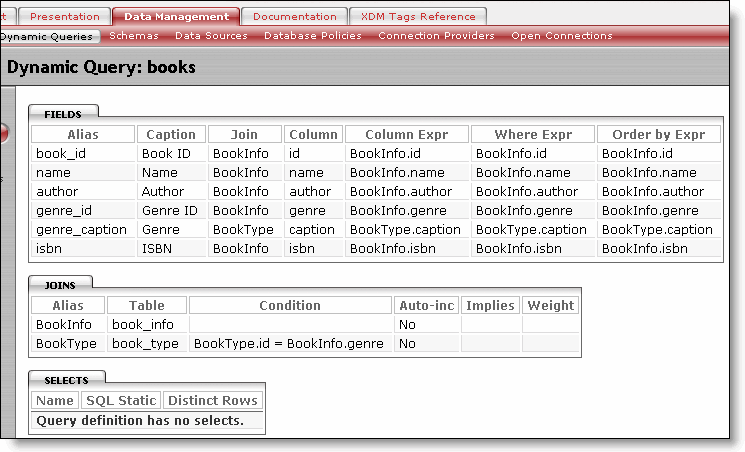 Presentation Data Management Documentation XDM Tags Reference
Dynamic Queries Schemas Data Sources Database Policies Connection Providers Open Connections
Dynamic Query: books
FIELDS
Alias Caption Join Column Column Expr Where Expr Order by Expr
book_id Book ID BookInfo id BookInfo.id BookInfo.id BookInfo.id
name Name BookInfo name BookInfo.name BookInfo.name BookInfo.name
author Author BookInfo author BookInfo.author BookInfo.author BookInfo.author
genre_id Genre ID BookInfo genre BookInfo.genre BookInfo.genre BookInfo.genre
genre_caption Genre BookType caption BookType.caption BookType.caption BookType.caption
isbn ISBN BookInfo isbn BookInfo.isbn BookInfo.isbn BookInfo.isbn
JOINS
Alias Table Condition Auto-inc Implies Weight
BookInfo book_info No
BookType book_type BookType.id = BookInfo.genre No
SELECTS
Name SQL Static Distinct Rows
Query definition has no selects.